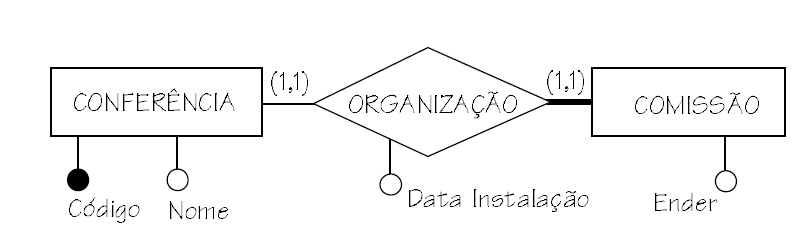 (1,1)
(1,1)
CONFERÊNCIA
ORGANIZAÇÃO
COMISSÃO
Código
Nome
Data Instalação
Ender